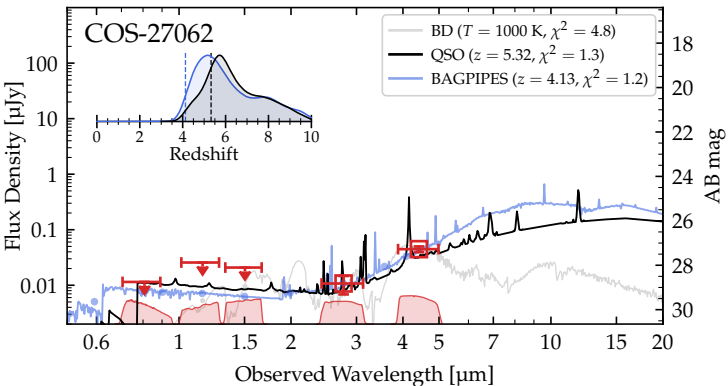 COS-27062
BD (T = 1000 K, χ² = 4.8)
QSO (z = 5.32, χ² = 1.3)
BAGPIPES (z = 4.13, χ² = 1.2)
0 2 4 6 8 10
Redshift
100
10
1
0.1
0.01
Flux Density [μJy]
18
20
22
24
26
28
30
AB mag
0.6 1 1.5 2 3 4 5 10 15 20
Observed Wavelength [μm]